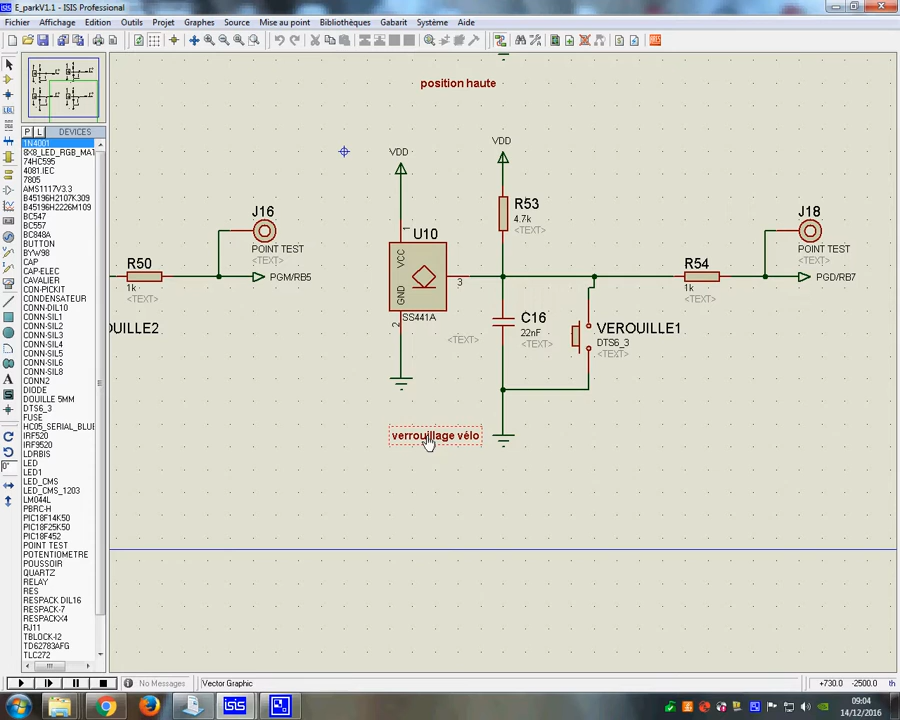 E_parkV1.1 - ISIS Professional
Fichier Affichage Edition Outils Projet Graphes Source Mise au point Bibliothèques Gabarit Système Aide
P L DEVICES
1N4001
8X8_LED_RGB_MA
74HC595
4081.IEC
7805
AMS1117V3.3
B45196H2107K309
B45196H2226M109
BC547
BC557
BC848A
BUTTON
BYW98
CAP
CAP-ELEC
CAVALIER
CON-PICKIT
CONDENSATEUR
CONN-DIL10
CONN-SIL1
CONN-SIL2
CONN-SIL3
CONN-SIL4
CONN-SIL5
CONN-SIL6
CONN-SIL8
CONN2
DIODE
DOUILLE 5MM
DTS6_3
FUSE
HC05_SERIAL_BLU
IRF520
IRF9520
LDRBIS
LED
LED1
LED_CMS
LED_CMS_1203
LM044L
PBRC-H
PIC18F14K50
PIC18F25K50
POINT TEST
POTENTIOMETRE
POUSSOIR
QUARTZ
RELAY
RES
RESPACK DIL16
RESPACK-7
RESPACKX4
RJ11
TBLOCK-I2
TD62783AFG
TLC272
0°
position haute
VDD
VDD
J16
POINT TEST
<TEXT>
R50
1k
<TEXT>
PGM/RB5
OUILLE2
U10
VCC
GND
1
2
3
SS441A
<TEXT>
R53
4.7k
<TEXT>
C16
22nF
<TEXT>
VEROUILLE1
DTS6_3
<TEXT>
R54
1k
<TEXT>
J18
POINT TEST
<TEXT>
PGD/RB7
verrouillage vélo
No Messages Vector Graphic +730.0 -2500.0 th
isis
FR
09:04
14/12/2016